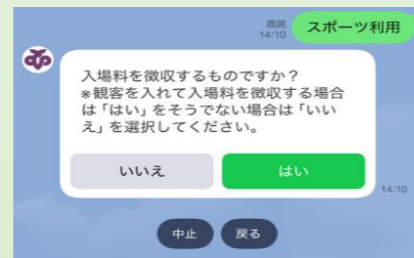 スポーツ利用
既読
14:10
入場料を徴収するものですか？
※観客を入れて入場料を徴収する場合
は「はい」をそうでない場合は「いい
え」を選択してください。
いいえ
はい
14:10
中止
戻る